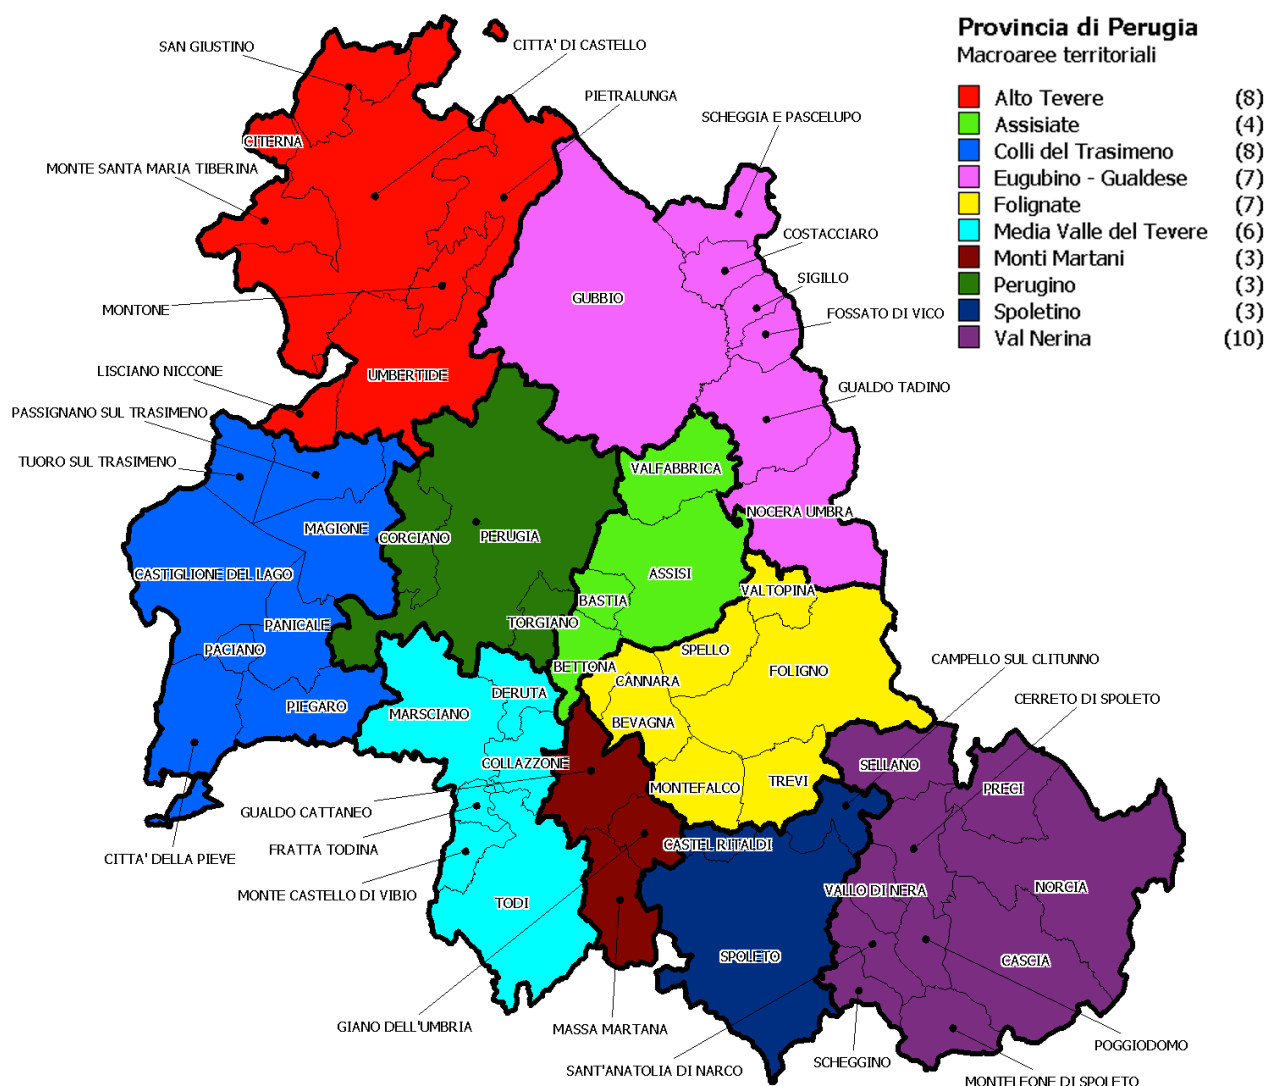 Provincia di Perugia
Macroaree territoriali
Alto Tevere (8)
Assisiate (4)
Colli del Trasimeno (8)
Eugubino - Gualdese (7)
Folignate (7)
Media Valle del Tevere (6)
Monti Martani (3)
Perugino (3)
Spoletino (3)
Val Nerina (10)
SAN GIUSTINO
CITTA' DI CASTELLO
PIETRALUNGA
SCHEGGIA E PASCELUPO
CITERNA
MONTE SANTA MARIA TIBERINA
COSTACCIARO
SIGILLO
GUBBIO
MONTONE
FOSSATO DI VICO
LISCIANO NICCONE
UMBERTIDE
GUALDO TADINO
PASSIGNANO SUL TRASIMENO
TUORO SUL TRASIMENO
VALFABBRICA
NOCERA UMBRA
MAGIONE
CORCIANO
PERUGIA
CASTIGLIONE DEL LAGO
ASSISI
VALTOPINA
BASTIA
PANICALE
TORGIANO
PACIANO
SPELLO
CAMPELLO SUL CLITUNNO
BETTONA
FOLIGNO
CANNARA
DERUTA
CERRETO DI SPOLETO
PIEGARO
MARSCIANO
BEVAGNA
COLLAZZONE
SELLANO
TREVI
MONTEFALCO
PRECI
GUALDO CATTANEO
CASTEL RITALDI
FRATTA TODINA
CITTA' DELLA PIEVE
VALLO DI NERA
NORCIA
MONTE CASTELLO DI VIBIO
TODI
SPOLETO
CASCIA
GIANO DELL'UMBRIA
MASSA MARTANA
POGGIODOMO
SCHEGGINO
SANT'ANATOLIA DI NARCO
MONTELEONE DI SPOLETO